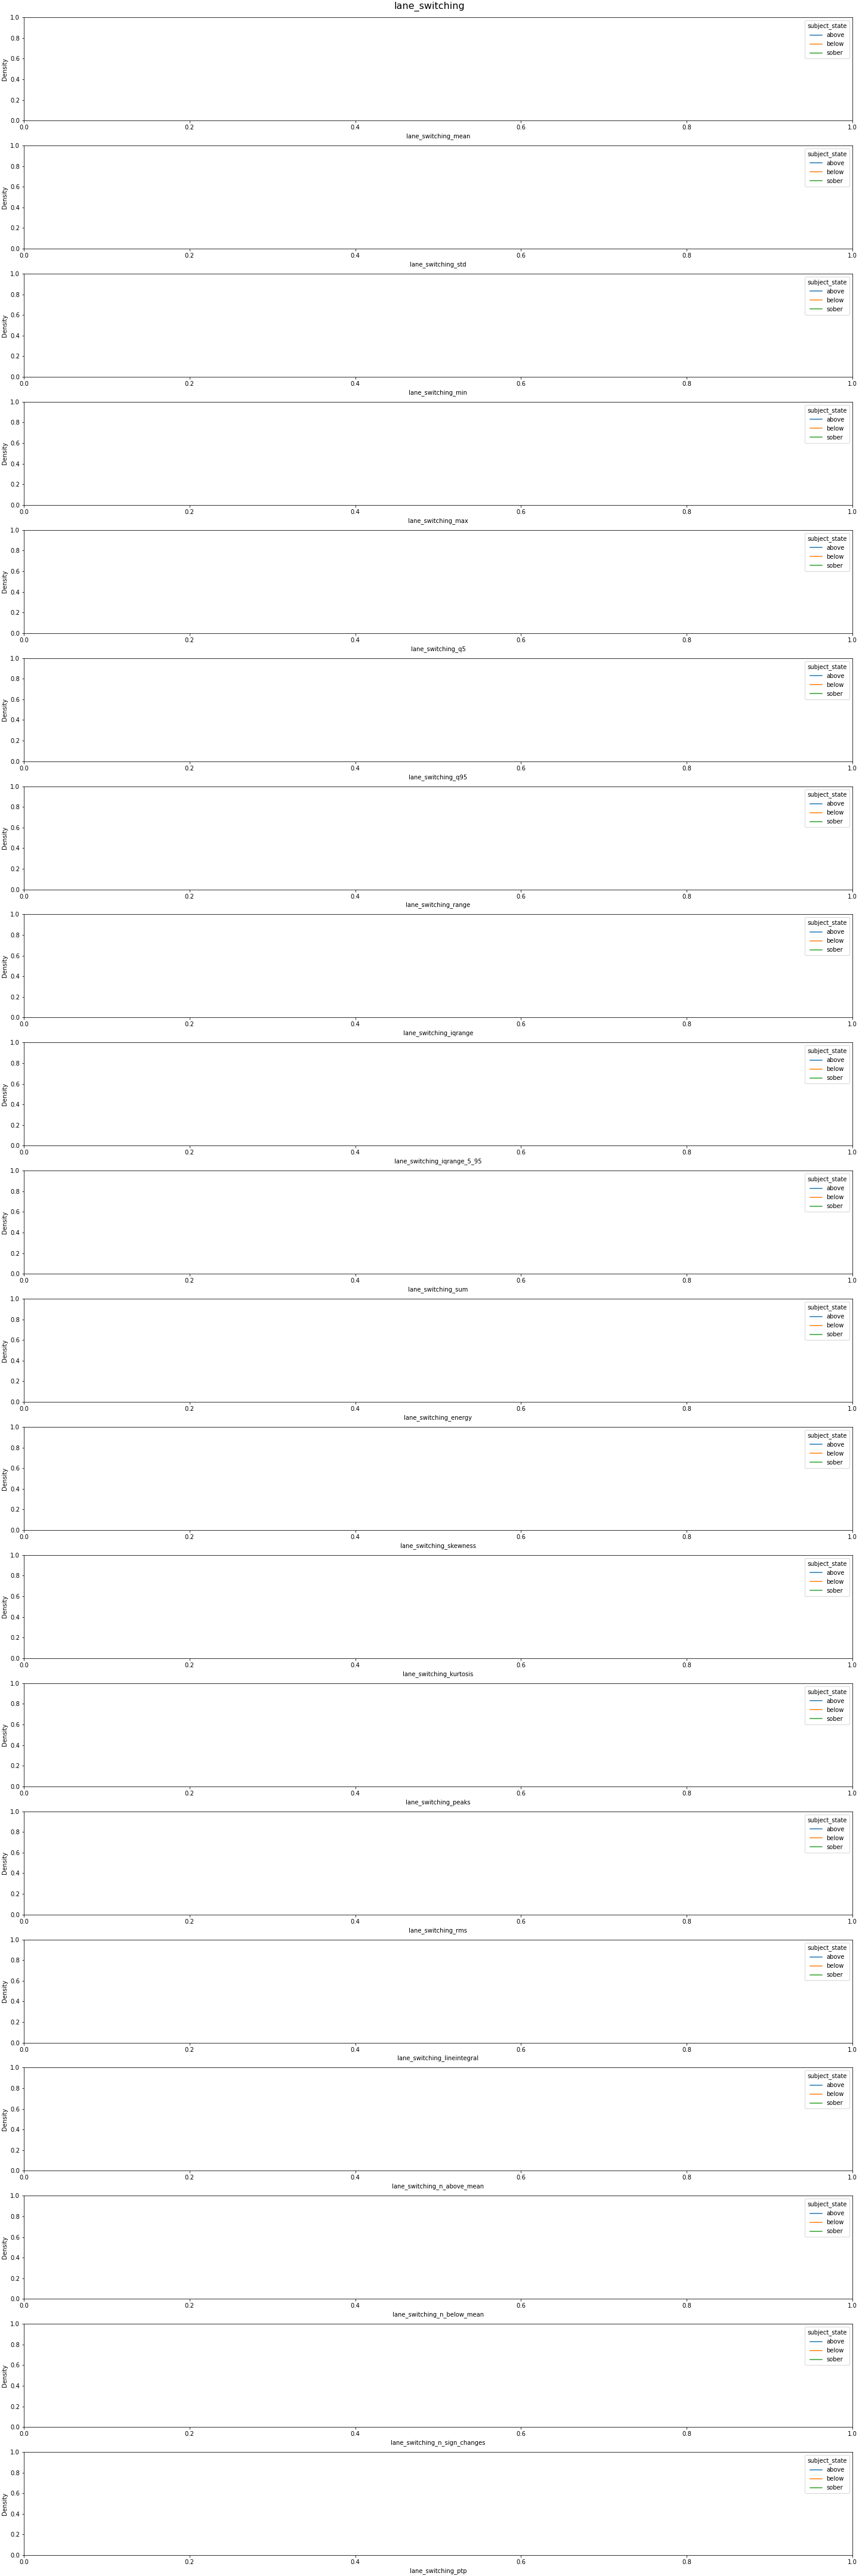 lane_switching
1.0
0.8
0.6
0.4
0.2
0.0
Density
subject_state
above
below
sober
0.0 0.2 0.4 0.6 0.8 1.0
lane_switching_mean
1.0
0.8
0.6
0.4
0.2
0.0
Density
subject_state
above
below
sober
0.0 0.2 0.4 0.6 0.8 1.0
lane_switching_std
1.0
0.8
0.6
0.4
0.2
0.0
Density
subject_state
above
below
sober
0.0 0.2 0.4 0.6 0.8 1.0
lane_switching_min
1.0
0.8
0.6
0.4
0.2
0.0
Density
subject_state
above
below
sober
0.0 0.2 0.4 0.6 0.8 1.0
lane_switching_max
1.0
0.8
0.6
0.4
0.2
0.0
Density
subject_state
above
below
sober
0.0 0.2 0.4 0.6 0.8 1.0
lane_switching_q5
1.0
0.8
0.6
0.4
0.2
0.0
Density
subject_state
above
below
sober
0.0 0.2 0.4 0.6 0.8 1.0
lane_switching_q95
1.0
0.8
0.6
0.4
0.2
0.0
Density
subject_state
above
below
sober
0.0 0.2 0.4 0.6 0.8 1.0
lane_switching_range
1.0
0.8
0.6
0.4
0.2
0.0
Density
subject_state
above
below
sober
0.0 0.2 0.4 0.6 0.8 1.0
lane_switching_iqrange
1.0
0.8
0.6
0.4
0.2
0.0
Density
subject_state
above
below
sober
0.0 0.2 0.4 0.6 0.8 1.0
lane_switching_iqrange_5_95
1.0
0.8
0.6
0.4
0.2
0.0
Density
subject_state
above
below
sober
0.0 0.2 0.4 0.6 0.8 1.0
lane_switching_sum
1.0
0.8
0.6
0.4
0.2
0.0
Density
subject_state
above
below
sober
0.0 0.2 0.4 0.6 0.8 1.0
lane_switching_energy
1.0
0.8
0.6
0.4
0.2
0.0
Density
subject_state
above
below
sober
0.0 0.2 0.4 0.6 0.8 1.0
lane_switching_skewness
1.0
0.8
0.6
0.4
0.2
0.0
Density
subject_state
above
below
sober
0.0 0.2 0.4 0.6 0.8 1.0
lane_switching_kurtosis
1.0
0.8
0.6
0.4
0.2
0.0
Density
subject_state
above
below
sober
0.0 0.2 0.4 0.6 0.8 1.0
lane_switching_peaks
1.0
0.8
0.6
0.4
0.2
0.0
Density
subject_state
above
below
sober
0.0 0.2 0.4 0.6 0.8 1.0
lane_switching_rms
1.0
0.8
0.6
0.4
0.2
0.0
Density
subject_state
above
below
sober
0.0 0.2 0.4 0.6 0.8 1.0
lane_switching_lineintegral
1.0
0.8
0.6
0.4
0.2
0.0
Density
subject_state
above
below
sober
0.0 0.2 0.4 0.6 0.8 1.0
lane_switching_n_above_mean
1.0
0.8
0.6
0.4
0.2
0.0
Density
subject_state
above
below
sober
0.0 0.2 0.4 0.6 0.8 1.0
lane_switching_n_below_mean
1.0
0.8
0.6
0.4
0.2
0.0
Density
subject_state
above
below
sober
0.0 0.2 0.4 0.6 0.8 1.0
lane_switching_n_sign_changes
1.0
0.8
0.6
0.4
0.2
0.0
Density
subject_state
above
below
sober
0.0 0.2 0.4 0.6 0.8 1.0
lane_switching_ptp